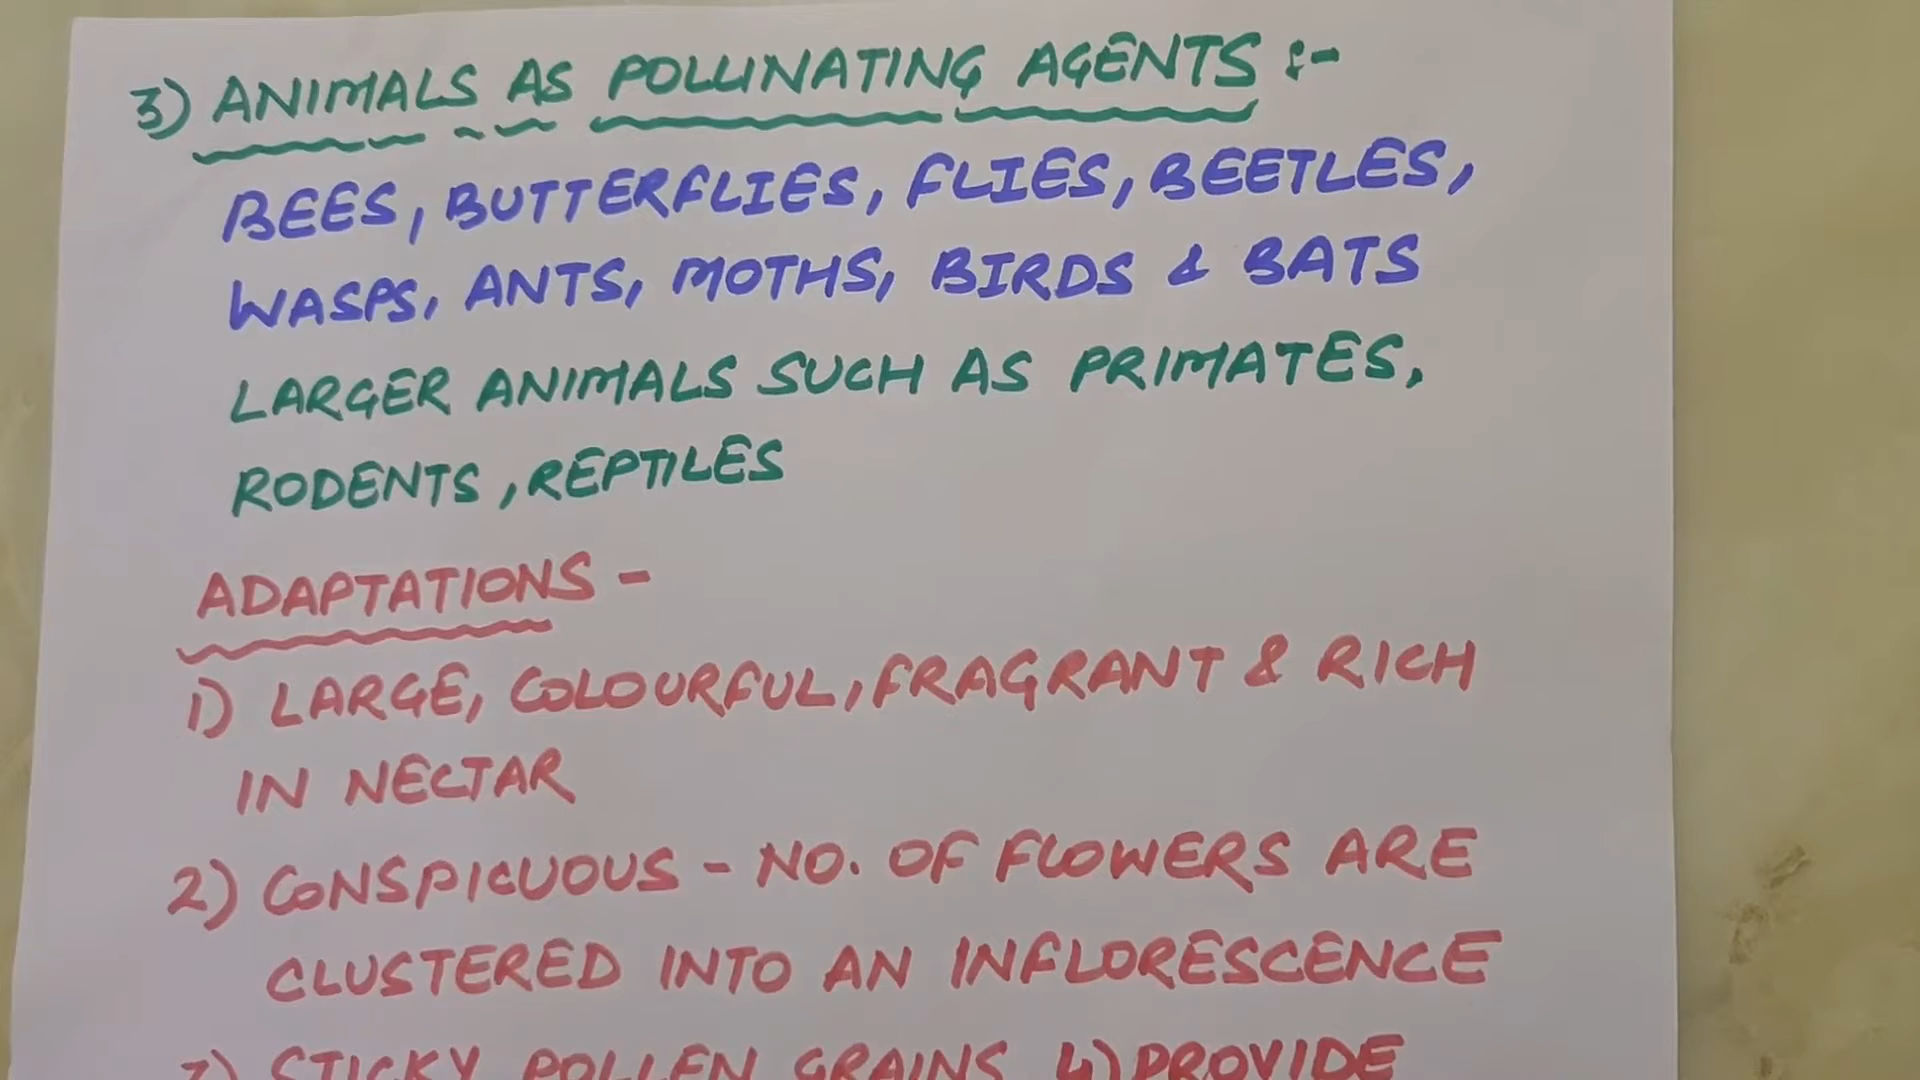 3) ANIMALS AS POLLINATING AGENTS :-
BEES, BUTTERFLIES, FLIES, BEETLES,
WASPS, ANTS, MOTHS, BIRDS & BATS
LARGER ANIMALS SUCH AS PRIMATES,
RODENTS, REPTILES
ADAPTATIONS -
1) LARGE, COLOURFUL, FRAGRANT & RICH
IN NECTAR
2) CONSPICUOUS - NO. OF FLOWERS ARE
CLUSTERED INTO AN INFLORESCENCE
3) STICKY POLLEN GRAINS 4) PROVIDE